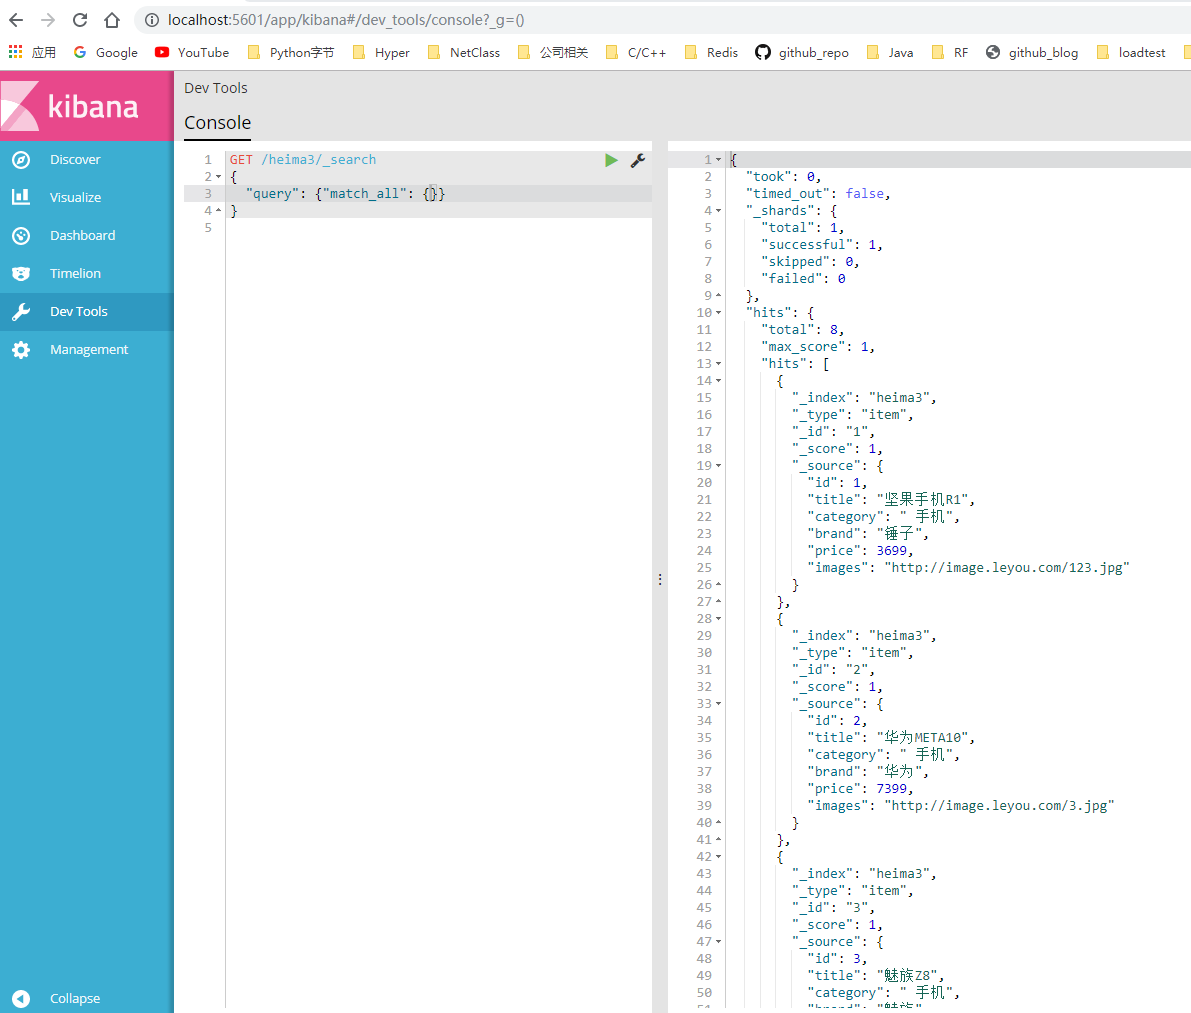 localhost:5601/app/kibana#/dev_tools/console?_g=()
应用 Google YouTube Python字节 Hyper NetClass 公司相关 C/C++ Redis github_repo Java RF github_blog loadtest
kibana
Discover
Visualize
Dashboard
Timelion
Dev Tools
Management
Collapse
Dev Tools
Console
1 GET /heima3/_search
2 {
3 "query": {"match_all": {}}
4 }
5
1 {
2 "took": 0,
3 "timed_out": false,
4 "_shards": {
5 "total": 1,
6 "successful": 1,
7 "skipped": 0,
8 "failed": 0
9 },
10 "hits": {
11 "total": 8,
12 "max_score": 1,
13 "hits": [
14 {
15 "_index": "heima3",
16 "_type": "item",
17 "_id": "1",
18 "_score": 1,
19 "_source": {
20 "id": 1,
21 "title": "坚果手机R1",
22 "category": " 手机",
23 "brand": "锤子",
24 "price": 3699,
25 "images": "http://image.leyou.com/123.jpg"
26 }
27 },
28 {
29 "_index": "heima3",
30 "_type": "item",
31 "_id": "2",
32 "_score": 1,
33 "_source": {
34 "id": 2,
35 "title": "华为META10",
36 "category": " 手机",
37 "brand": "华为",
38 "price": 7399,
39 "images": "http://image.leyou.com/3.jpg"
40 }
41 },
42 {
43 "_index": "heima3",
44 "_type": "item",
45 "_id": "3",
46 "_score": 1,
47 "_source": {
48 "id": 3,
49 "title": "魅族Z8",
50 "category": " 手机",
51 "brand": "魅族"